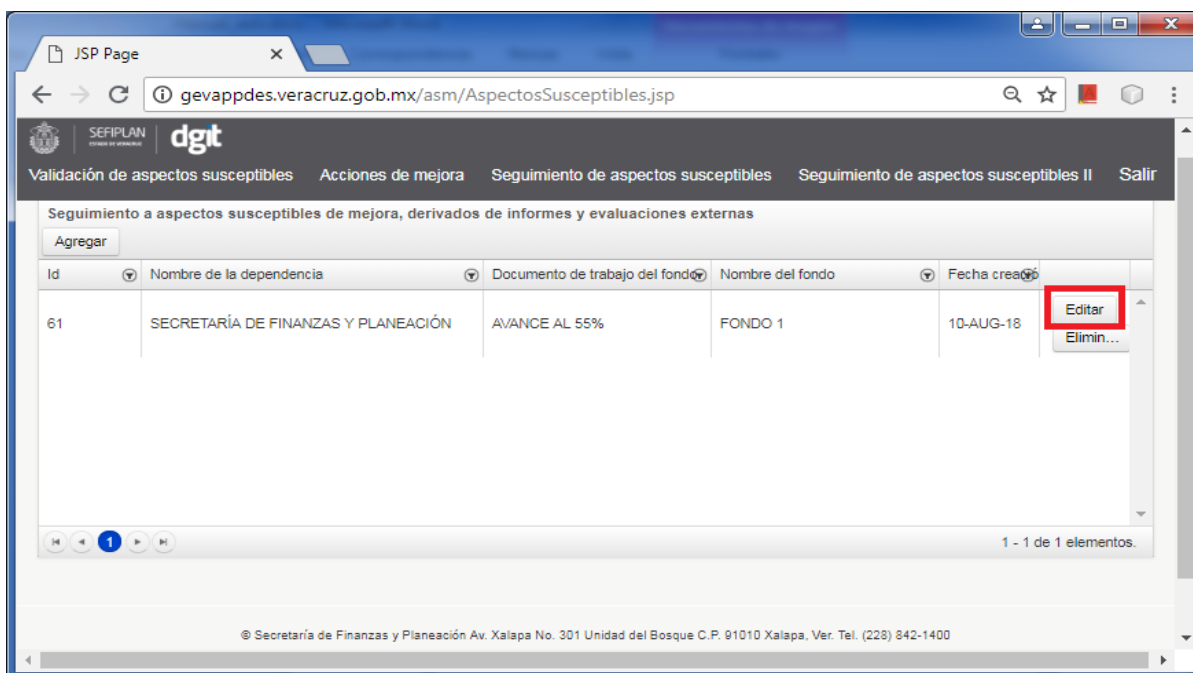 JSP Page
gevappdes.veracruz.gob.mx/asm/AspectosSusceptibles.jsp
SEFIPLAN
ESTADO DE VERACRUZ
dgit
Validación de aspectos susceptibles Acciones de mejora Seguimiento de aspectos susceptibles Seguimiento de aspectos susceptibles II Salir
Seguimiento a aspectos susceptibles de mejora, derivados de informes y evaluaciones externas
Agregar
Id Nombre de la dependencia Documento de trabajo del fondo Nombre del fondo Fecha
61 SECRETARÍA DE FINANZAS Y PLANEACIÓN AVANCE AL 55% FONDO 1 10-AUG-18 Editar
Elimin...
1 1 - 1 de 1 elementos.
© Secretaría de Finanzas y Planeación Av. Xalapa No. 301 Unidad del Bosque C.P. 91010 Xalapa, Ver. Tel. (228) 842-1400